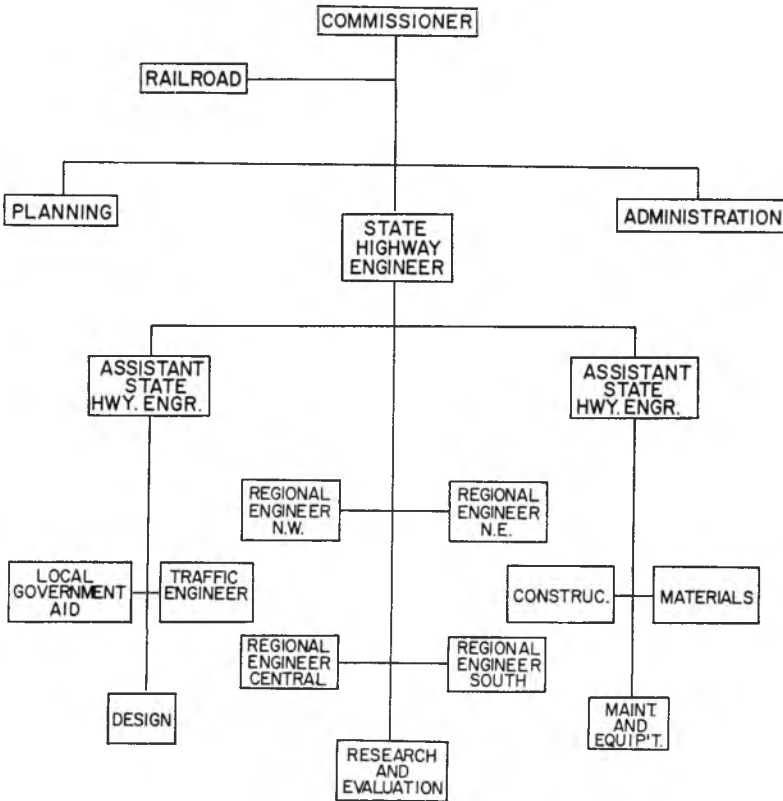 COMMISSIONER
RAILROAD
PLANNING
STATE
HIGHWAY
ENGINEER
ADMINISTRATION
ASSISTANT
STATE
HWY. ENGR.
ASSISTANT
STATE
HWY. ENGR.
REGIONAL
ENGINEER
N.W.
REGIONAL
ENGINEER
N.E.
LOCAL
GOVERNMENT
AID
TRAFFIC
ENGINEER
CONSTRUC.
MATERIALS
REGIONAL
ENGINEER
CENTRAL
REGIONAL
ENGINEER
SOUTH
DESIGN
MAINT.
AND
EQUIP'T.
RESEARCH
AND
EVALUATION